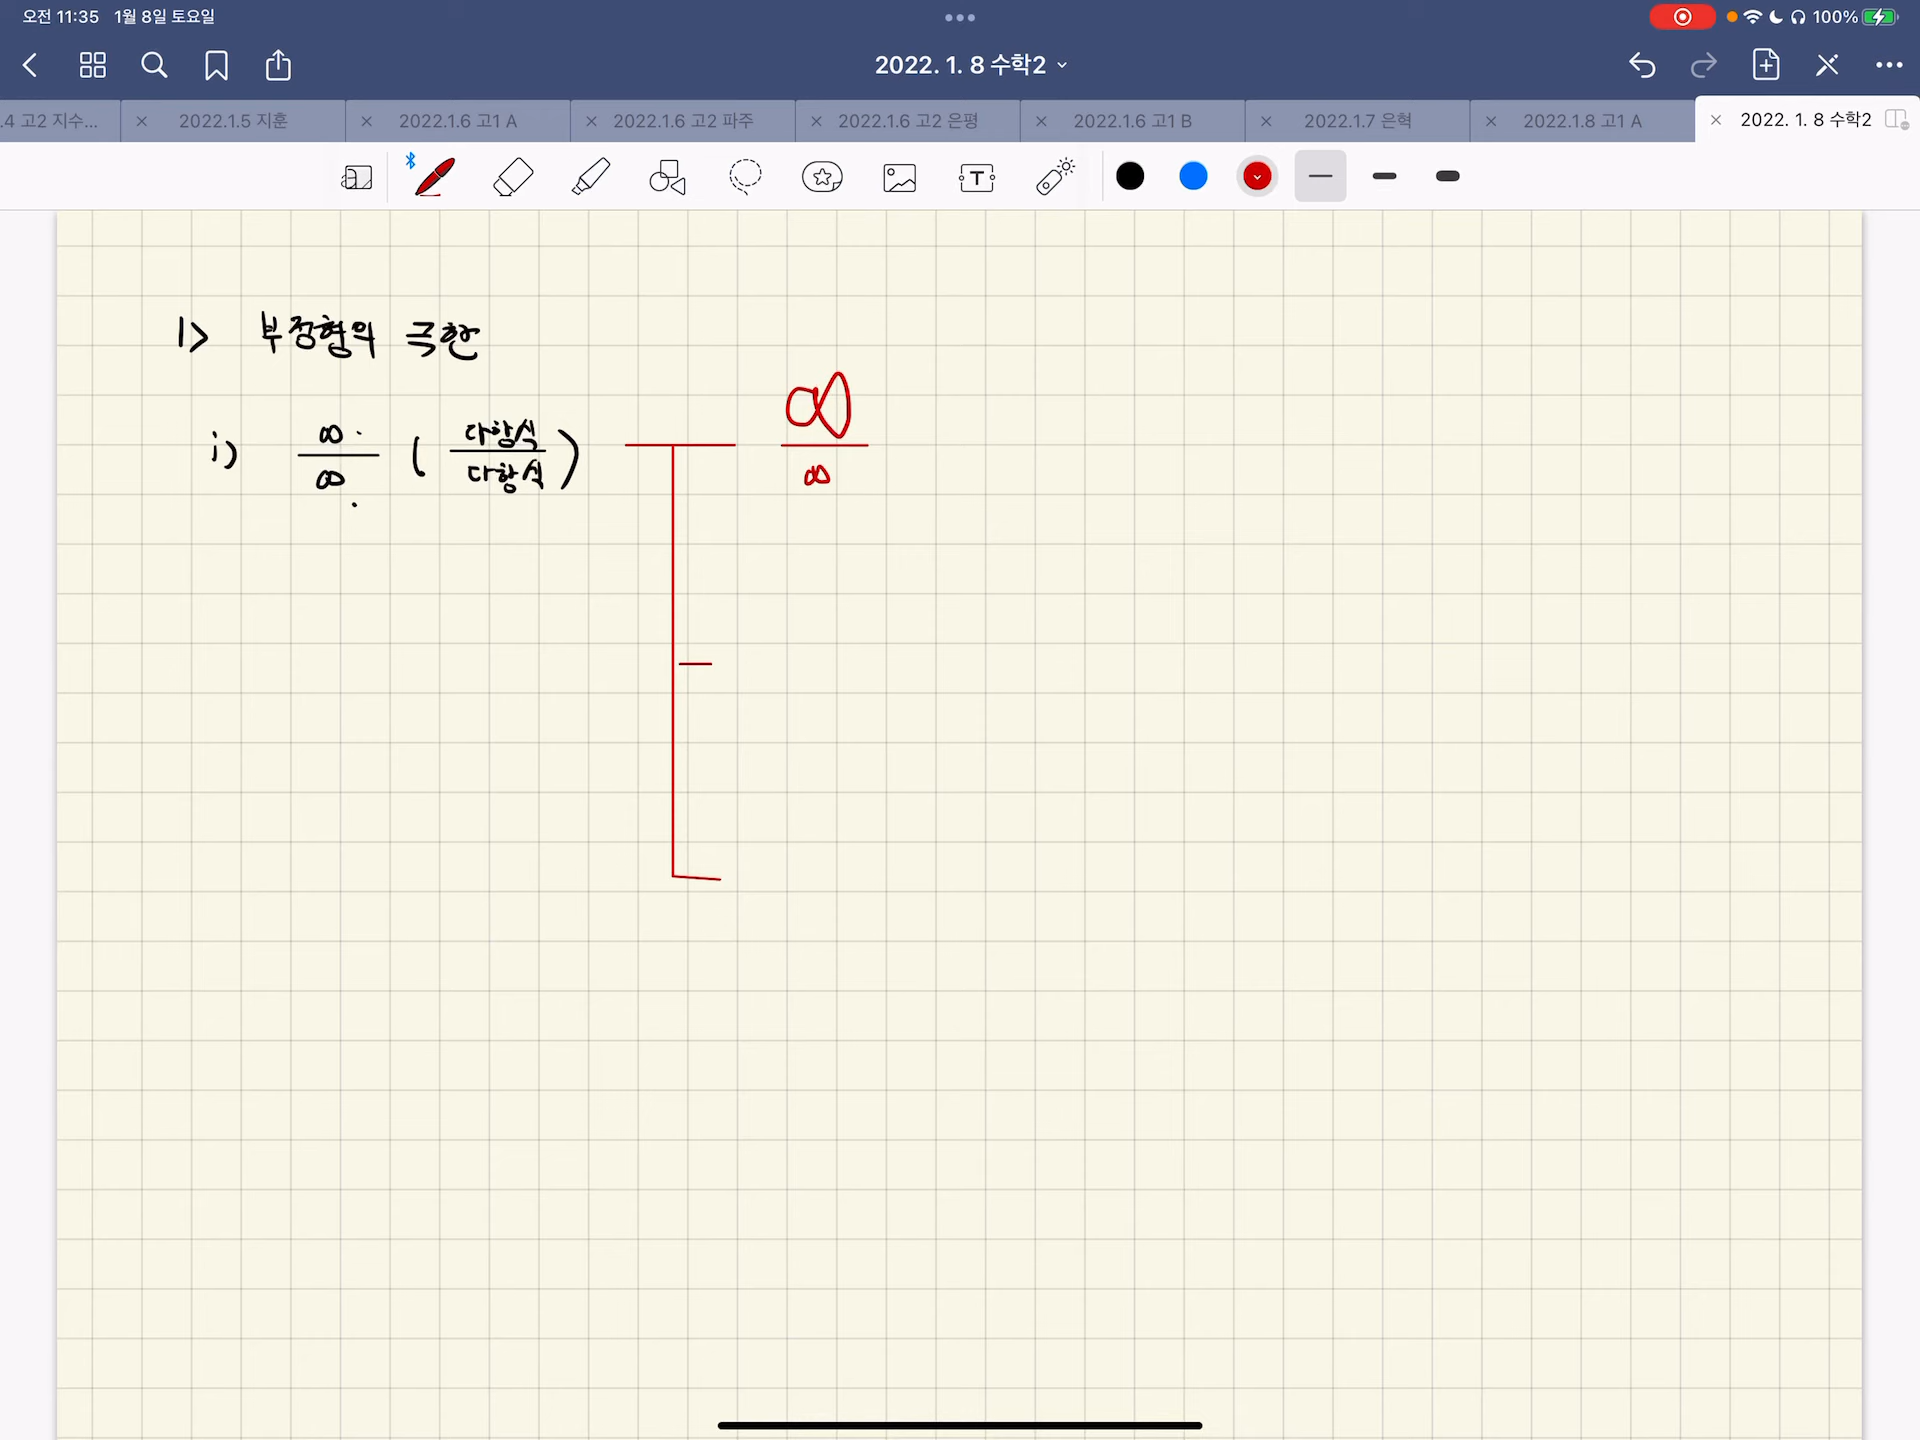 오전 11:35 1월 8일 토요일
100%
2022. 1. 8 수학2
.4 고2 지수...
2022.1.5 지훈
2022.1.6 고1 A
2022.1.6 고2 파주
2022.1.6 고2 은평
2022.1.6 고1 B
2022.1.7 은혁
2022.1.8 고1 A
2022. 1. 8 수학2
1> 부정형의 극한
i) ∞/∞ (다항식/다항식) ∞/∞